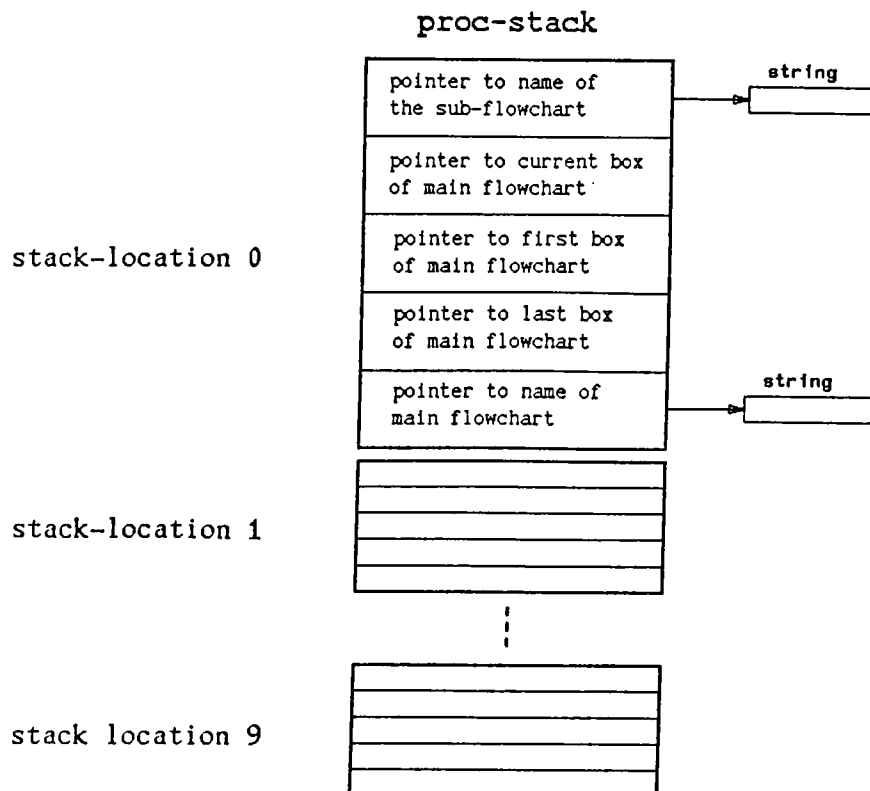 proc-stack
pointer to name of
the sub-flowchart
string
pointer to current box
of main flowchart
stack-location 0
pointer to first box
of main flowchart
pointer to last box
of main flowchart
string
pointer to name of
main flowchart
stack-location 1
stack location 9